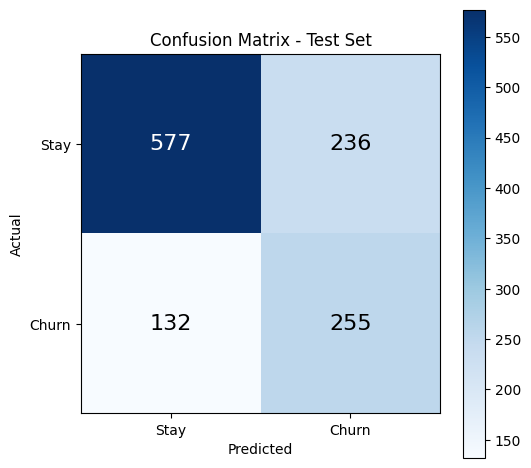 Confusion Matrix - Test Set
Actual
Stay
577
236
Churn
132
255
Stay
Churn
Predicted
550
500
450
400
350
300
250
200
150